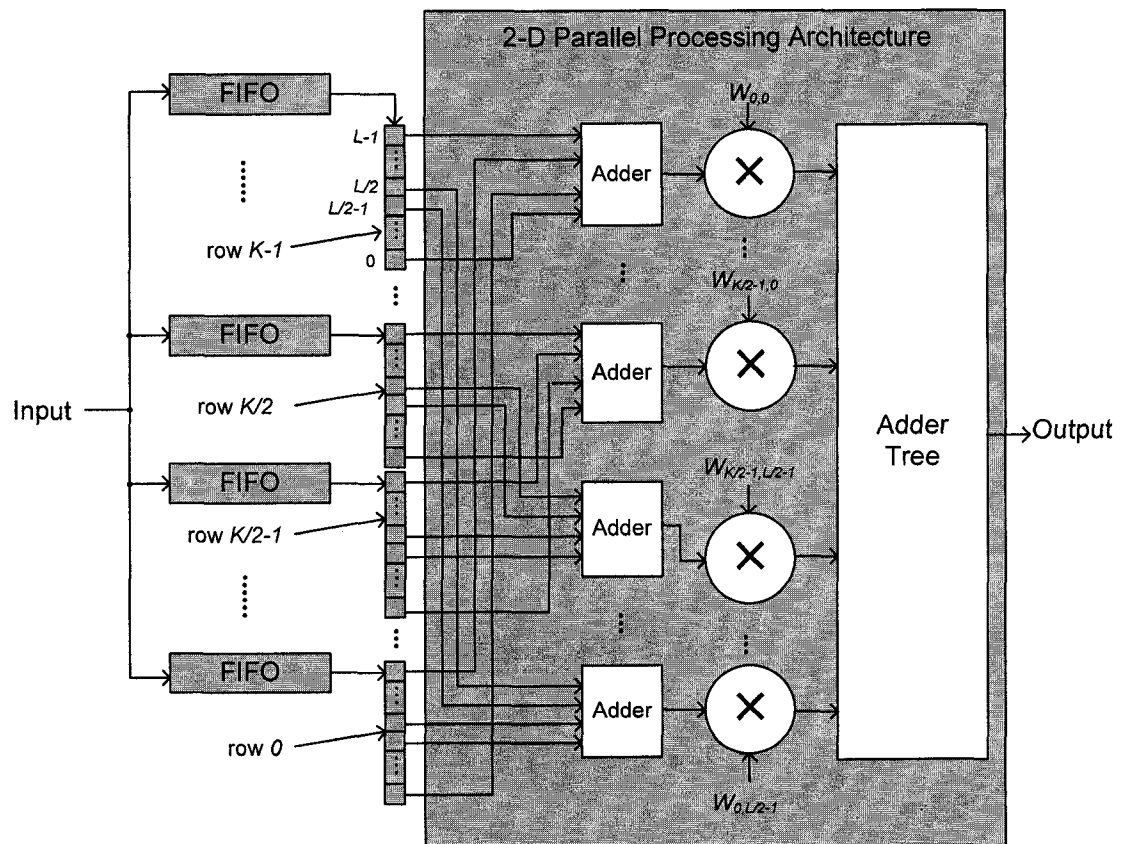 2-D Parallel Processing Architecture
FIFO
W0,0
L-1
Adder
×
L/2
L/2-1
row K-1
0
WK/2-1,0
FIFO
Adder
×
row K/2
Input
Adder
Tree
Output
WK/2-1,L/2-1
FIFO
row K/2-1
Adder
×
FIFO
Adder
×
row 0
W0,L/2-1